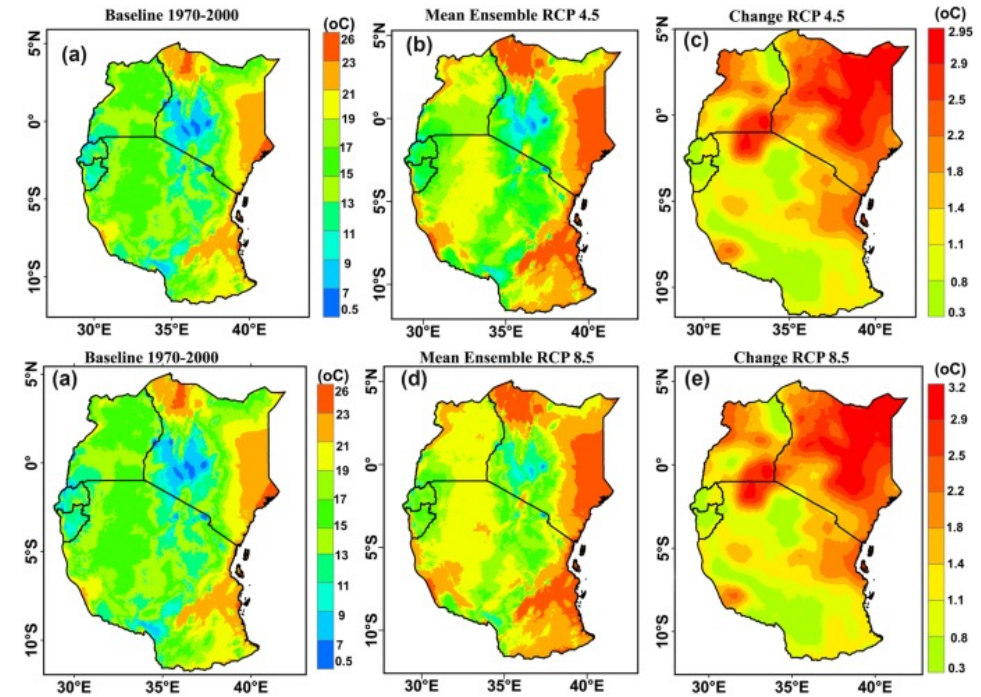 Baseline 1970-2000
(oC)
Mean Ensemble RCP 4.5
Change RCP 4.5
(oC)
(a)
(b)
(c)
5°N
0°
5°S
10°S
26
23
21
19
17
15
13
11
9
7
0.5
5°N
0°
5°S
10°S
2.95
2.9
2.5
2.2
1.8
1.4
1.1
0.8
0.3
5°N
0°
5°S
10°S
30°E 35°E 40°E
30°E 35°E 40°E
30°E 35°E 40°E
Baseline 1970-2000
(oC)
Mean Ensemble RCP 8.5
Change RCP 8.5
(oC)
(a)
(d)
(e)
5°N
0°
5°S
10°S
26
23
21
19
17
15
13
11
9
7
0.5
5°N
0°
5°S
10°S
3.2
2.9
2.5
2.2
1.8
1.4
1.1
0.8
0.3
5°N
0°
5°S
10°S
30°E 35°E 40°E
30°E 35°E 40°E
30°E 35°E 40°E